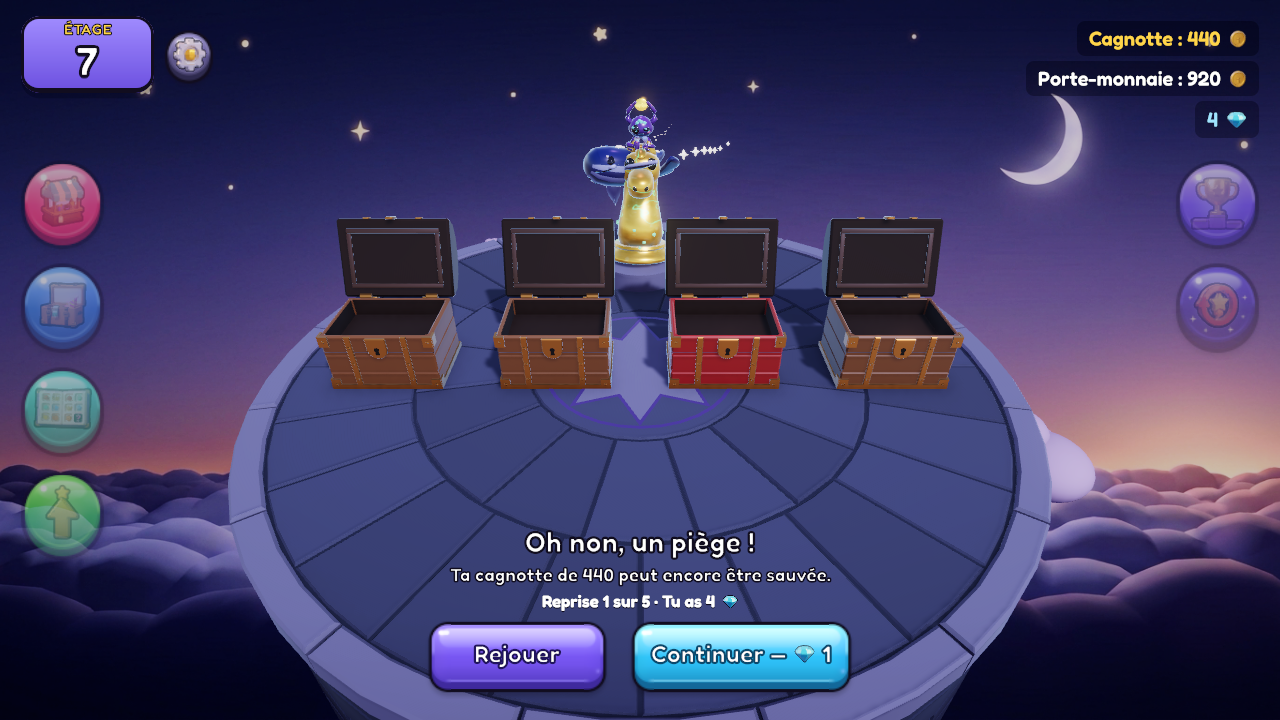 ÉTAGE
7
Cagnotte : 440
Porte-monnaie : 920
4
Oh non, un piège !
Ta cagnotte de 440 peut encore être sauvée.
Reprise 1 sur 5 · Tu as 4
Rejouer
Continuer – 1